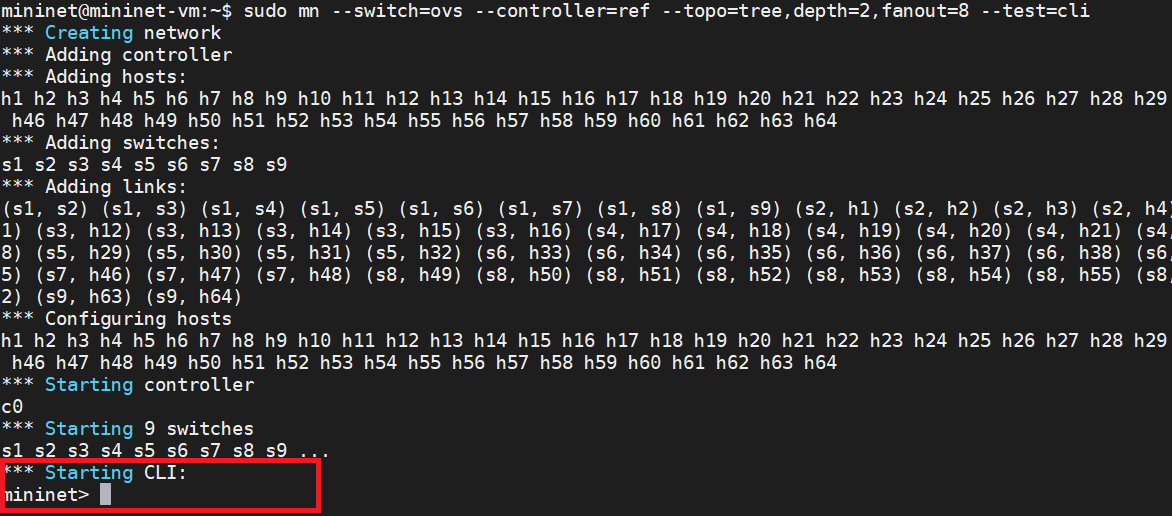 mininet@mininet-vm:~$ sudo mn --switch=ovs --controller=ref --topo=tree,depth=2,fanout=8 --test=cli
*** Creating network
*** Adding controller
*** Adding hosts:
h1 h2 h3 h4 h5 h6 h7 h8 h9 h10 h11 h12 h13 h14 h15 h16 h17 h18 h19 h20 h21 h22 h23 h24 h25 h26 h27 h28 h29
h46 h47 h48 h49 h50 h51 h52 h53 h54 h55 h56 h57 h58 h59 h60 h61 h62 h63 h64
*** Adding switches:
s1 s2 s3 s4 s5 s6 s7 s8 s9
*** Adding links:
(s1, s2) (s1, s3) (s1, s4) (s1, s5) (s1, s6) (s1, s7) (s1, s8) (s1, s9) (s2, h1) (s2, h2) (s2, h3) (s2, h4)
1) (s3, h12) (s3, h13) (s3, h14) (s3, h15) (s3, h16) (s4, h17) (s4, h18) (s4, h19) (s4, h20) (s4, h21) (s4,
8) (s5, h29) (s5, h30) (s5, h31) (s5, h32) (s6, h33) (s6, h34) (s6, h35) (s6, h36) (s6, h37) (s6, h38) (s6,
5) (s7, h46) (s7, h47) (s7, h48) (s8, h49) (s8, h50) (s8, h51) (s8, h52) (s8, h53) (s8, h54) (s8, h55) (s8,
2) (s9, h63) (s9, h64)
*** Configuring hosts
h1 h2 h3 h4 h5 h6 h7 h8 h9 h10 h11 h12 h13 h14 h15 h16 h17 h18 h19 h20 h21 h22 h23 h24 h25 h26 h27 h28 h29
h46 h47 h48 h49 h50 h51 h52 h53 h54 h55 h56 h57 h58 h59 h60 h61 h62 h63 h64
*** Starting controller
c0
*** Starting 9 switches
s1 s2 s3 s4 s5 s6 s7 s8 s9 ...
*** Starting CLI:
mininet>